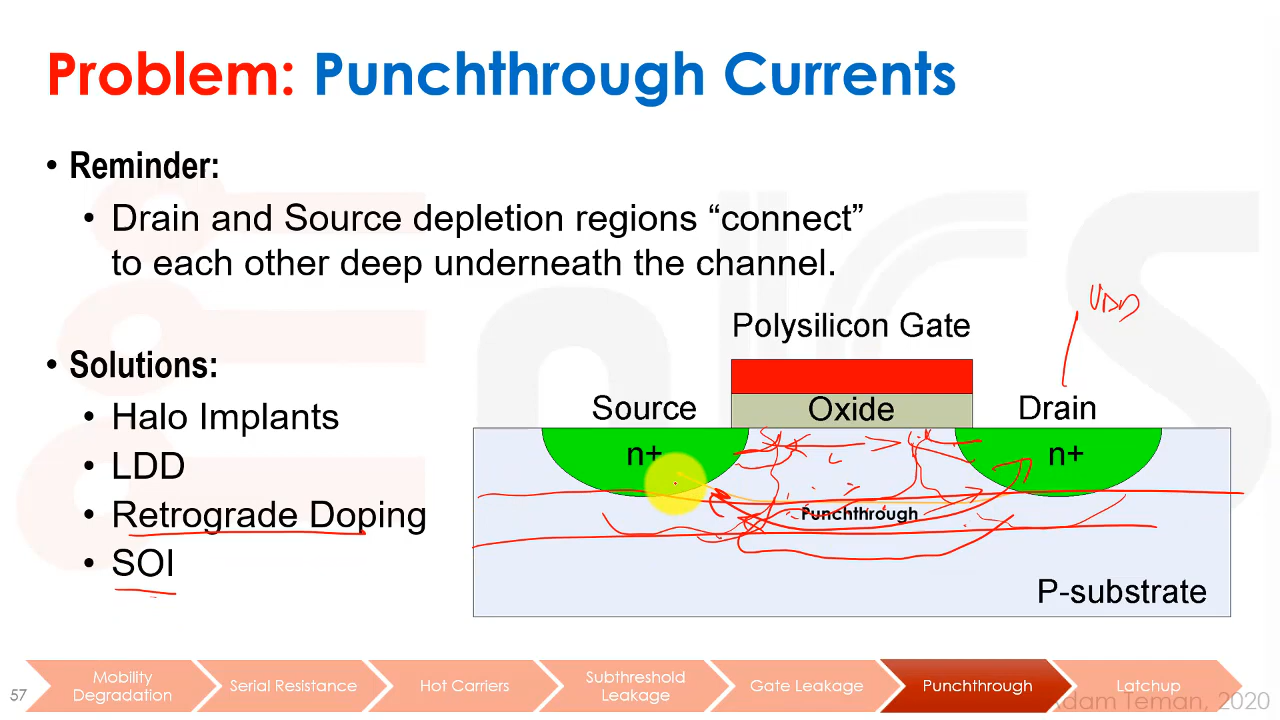 Problem: Punchthrough Currents
• Reminder:
• Drain and Source depletion regions “connect”
to each other deep underneath the channel.
• Solutions:
• Halo Implants
• LDD
• Retrograde Doping
• SOI
VDD
Polysilicon Gate
Source
Oxide
Drain
n+
n+
Punchthrough
P-substrate
57
Mobility
Degradation
Serial Resistance
Hot Carriers
Subthreshold
Leakage
Gate Leakage
Punchthrough
Latchup
Adam Teman, 2020